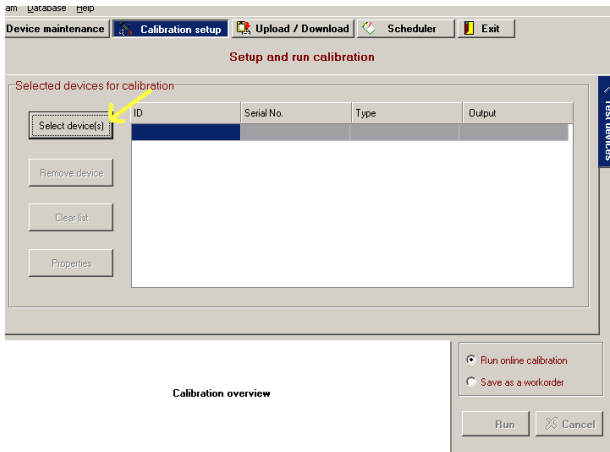 am Database Help
Device maintenance Calibration setup Upload / Download Scheduler Exit
Setup and run calibration
Selected devices for calibration
ID Serial No. Type Output
Select device(s)
Remove device
Clear list
Properties
Test devices
Run online calibration
Save as a workorder
Calibration overview
Run Cancel